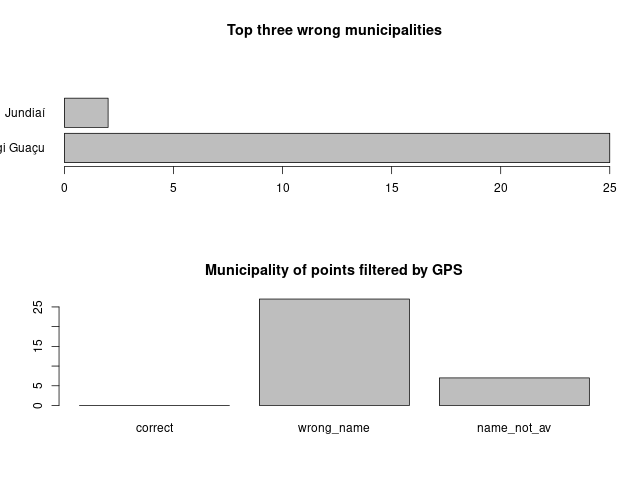 Top three wrong municipalities
Jundiaí
gi Guaçu
0 5 10 15 20 25
Municipality of points filtered by GPS
25
15
5
0
correct wrong_name name_not_av